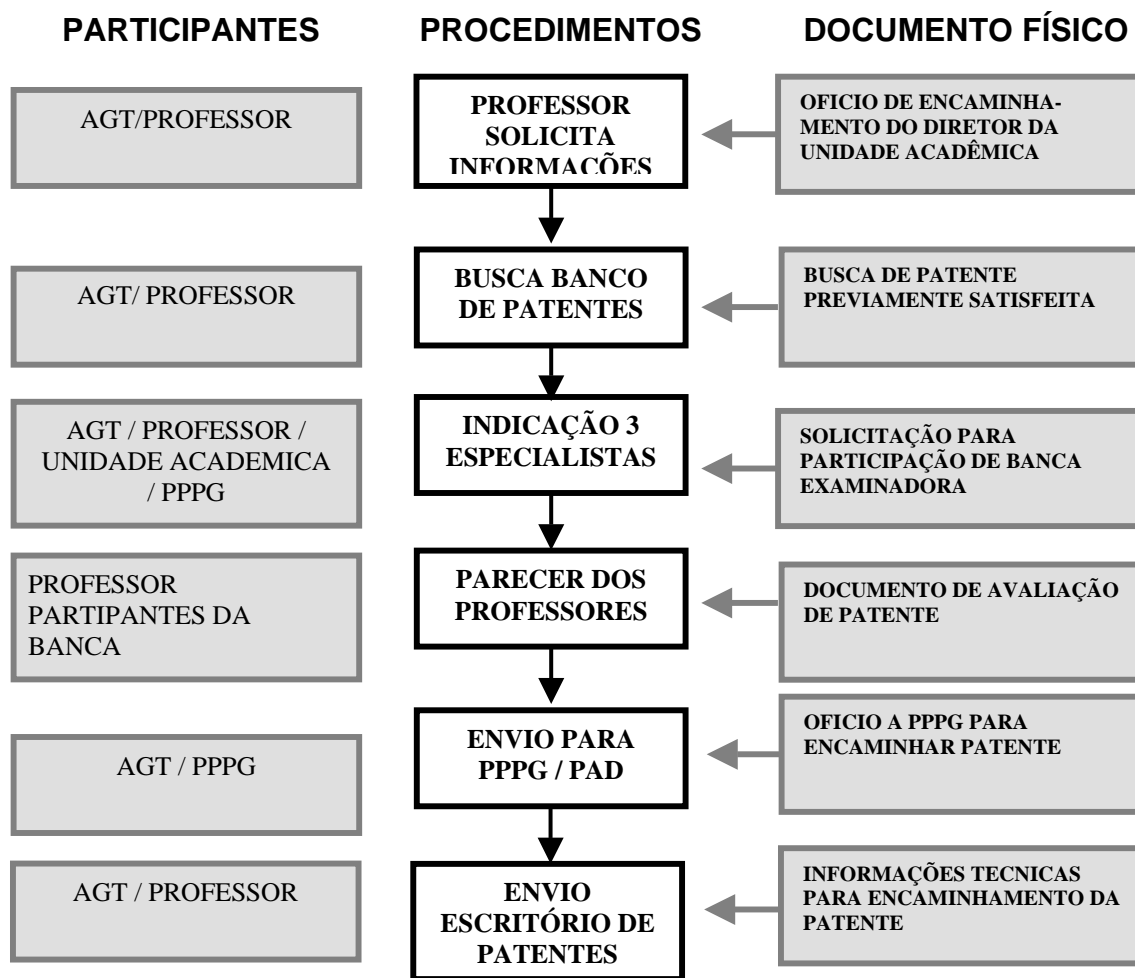 PARTICIPANTES PROCEDIMENTOS DOCUMENTO FÍSICO
AGT/PROFESSOR
PROFESSOR
SOLICITA
INFORMAÇÕES
OFICIO DE ENCAMINHA-
MENTO DO DIRETOR DA
UNIDADE ACADÊMICA
AGT/ PROFESSOR
BUSCA BANCO
DE PATENTES
BUSCA DE PATENTE
PREVIAMENTE SATISFEITA
AGT / PROFESSOR /
UNIDADE ACADEMICA
/ PPPG
INDICAÇÃO 3
ESPECIALISTAS
SOLICITAÇÃO PARA
PARTICIPAÇÃO DE BANCA
EXAMINADORA
PROFESSOR
PARTIPANTES DA
BANCA
PARECER DOS
PROFESSORES
DOCUMENTO DE AVALIAÇÃO
DE PATENTE
AGT / PPPG
ENVIO PARA
PPPG / PAD
OFICIO A PPPG PARA
ENCAMINHAR PATENTE
AGT / PROFESSOR
ENVIO
ESCRITÓRIO DE
PATENTES
INFORMAÇÕES TECNICAS
PARA ENCAMINHAMENTO DA
PATENTE